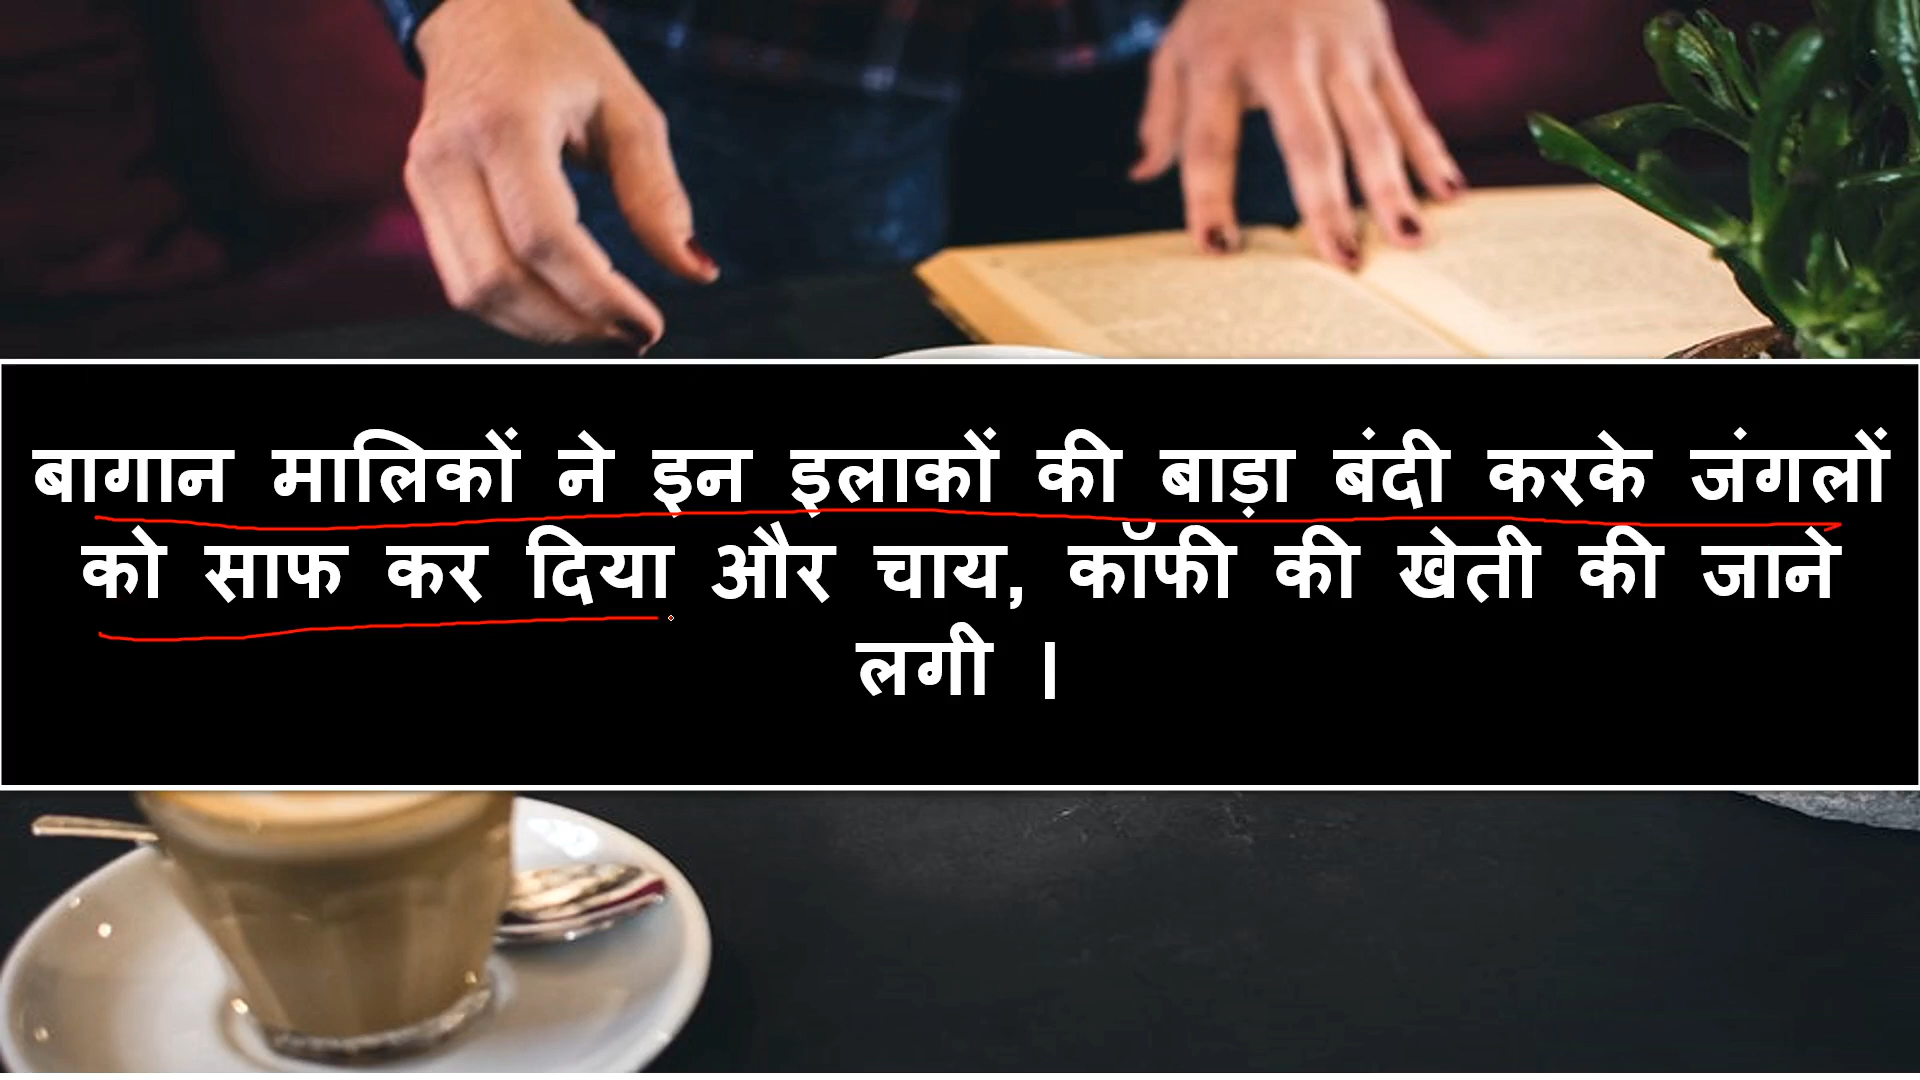 बागान मालिकों ने इन इलाकों की बाड़ा बंदी करके जंगलों
को साफ कर दिया और चाय, कॉफी की खेती की जाने
लगी ।